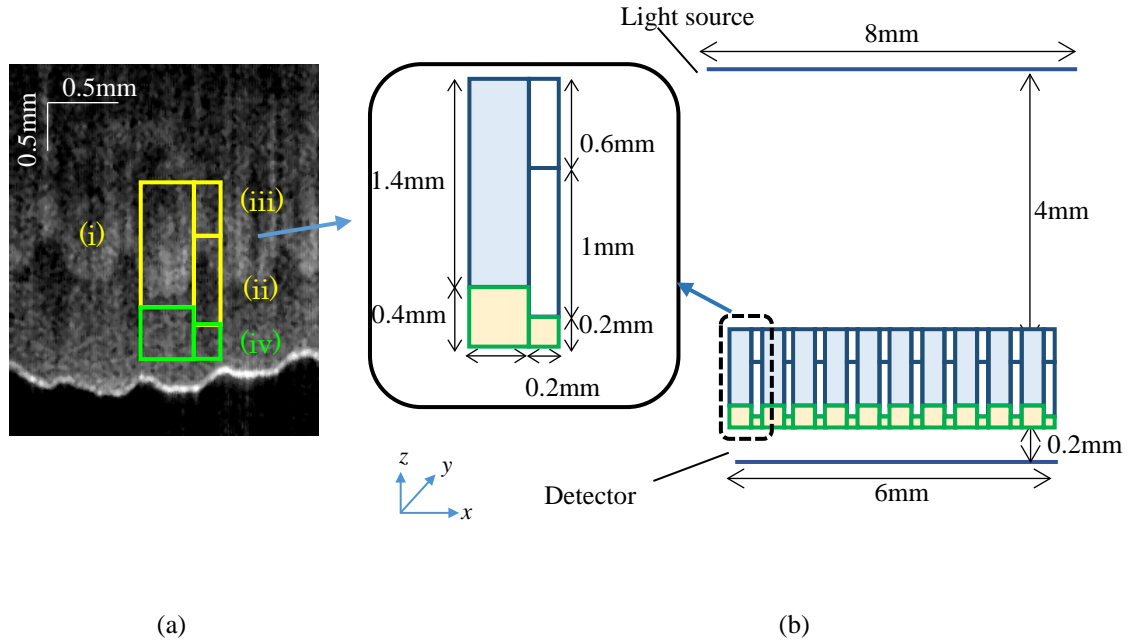 Light source
8mm
0.5mm
0.5mm
(i)
(iii)
(ii)
(iv)
1.4mm
0.6mm
1mm
0.4mm
0.2mm
0.2mm
4mm
0.2mm
6mm
Detector
z
y
x
(a)
(b)